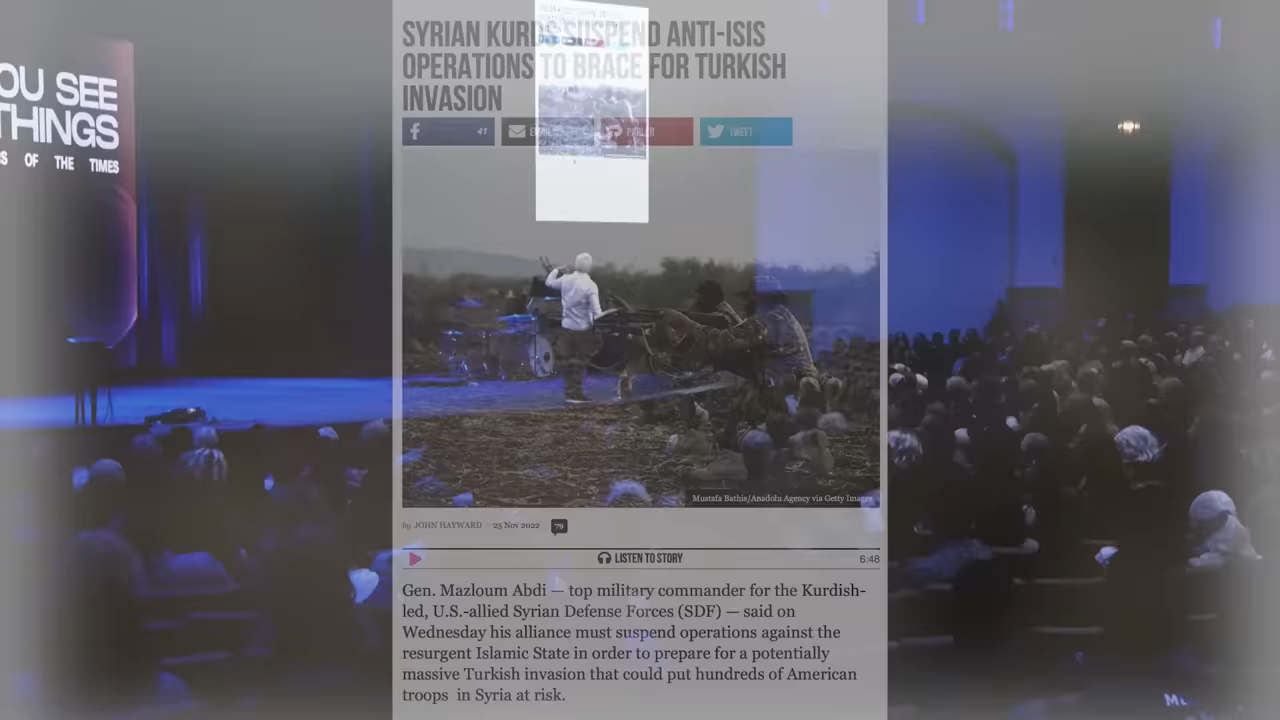 OU SEE
THINGS
S OF THE TIMES
SYRIAN KURDS SUSPEND ANTI-ISIS
OPERATIONS TO BRACE FOR TURKISH
INVASION
41
PARLER
TWEET
Mustafa Bathis/Anadolu Agency via Getty Images
by JOHN HAYWARD | 25 Nov 2022 79
LISTEN TO STORY 6:48
Gen. Mazloum Abdi — top military commander for the Kurdish-
led, U.S.-allied Syrian Defense Forces (SDF) — said on
Wednesday his alliance must suspend operations against the
resurgent Islamic State in order to prepare for a potentially
massive Turkish invasion that could put hundreds of American
troops in Syria at risk.